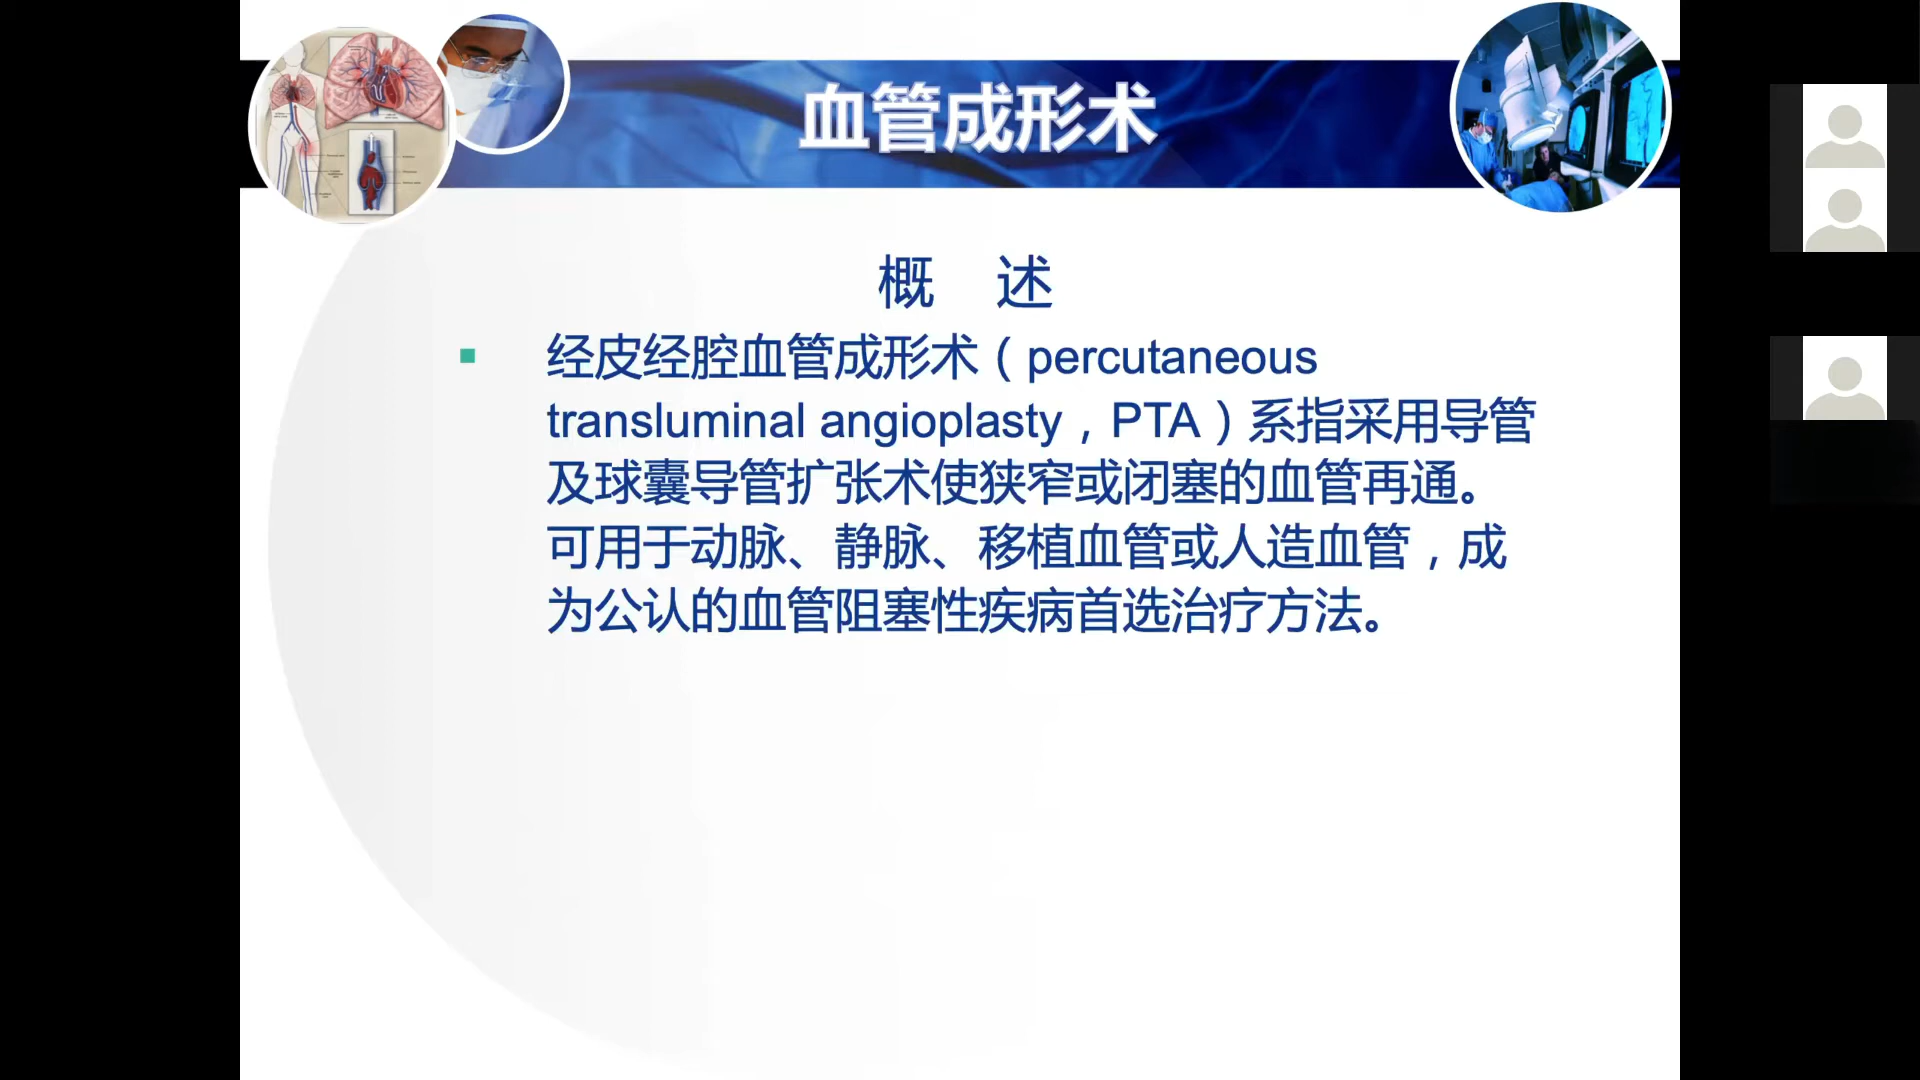 血管成形术
概 述
经皮经腔血管成形术（percutaneous
transluminal angioplasty，PTA）系指采用导管
及球囊导管扩张术使狭窄或闭塞的血管再通。
可用于动脉、静脉、移植血管或人造血管，成
为公认的血管阻塞性疾病首选治疗方法。